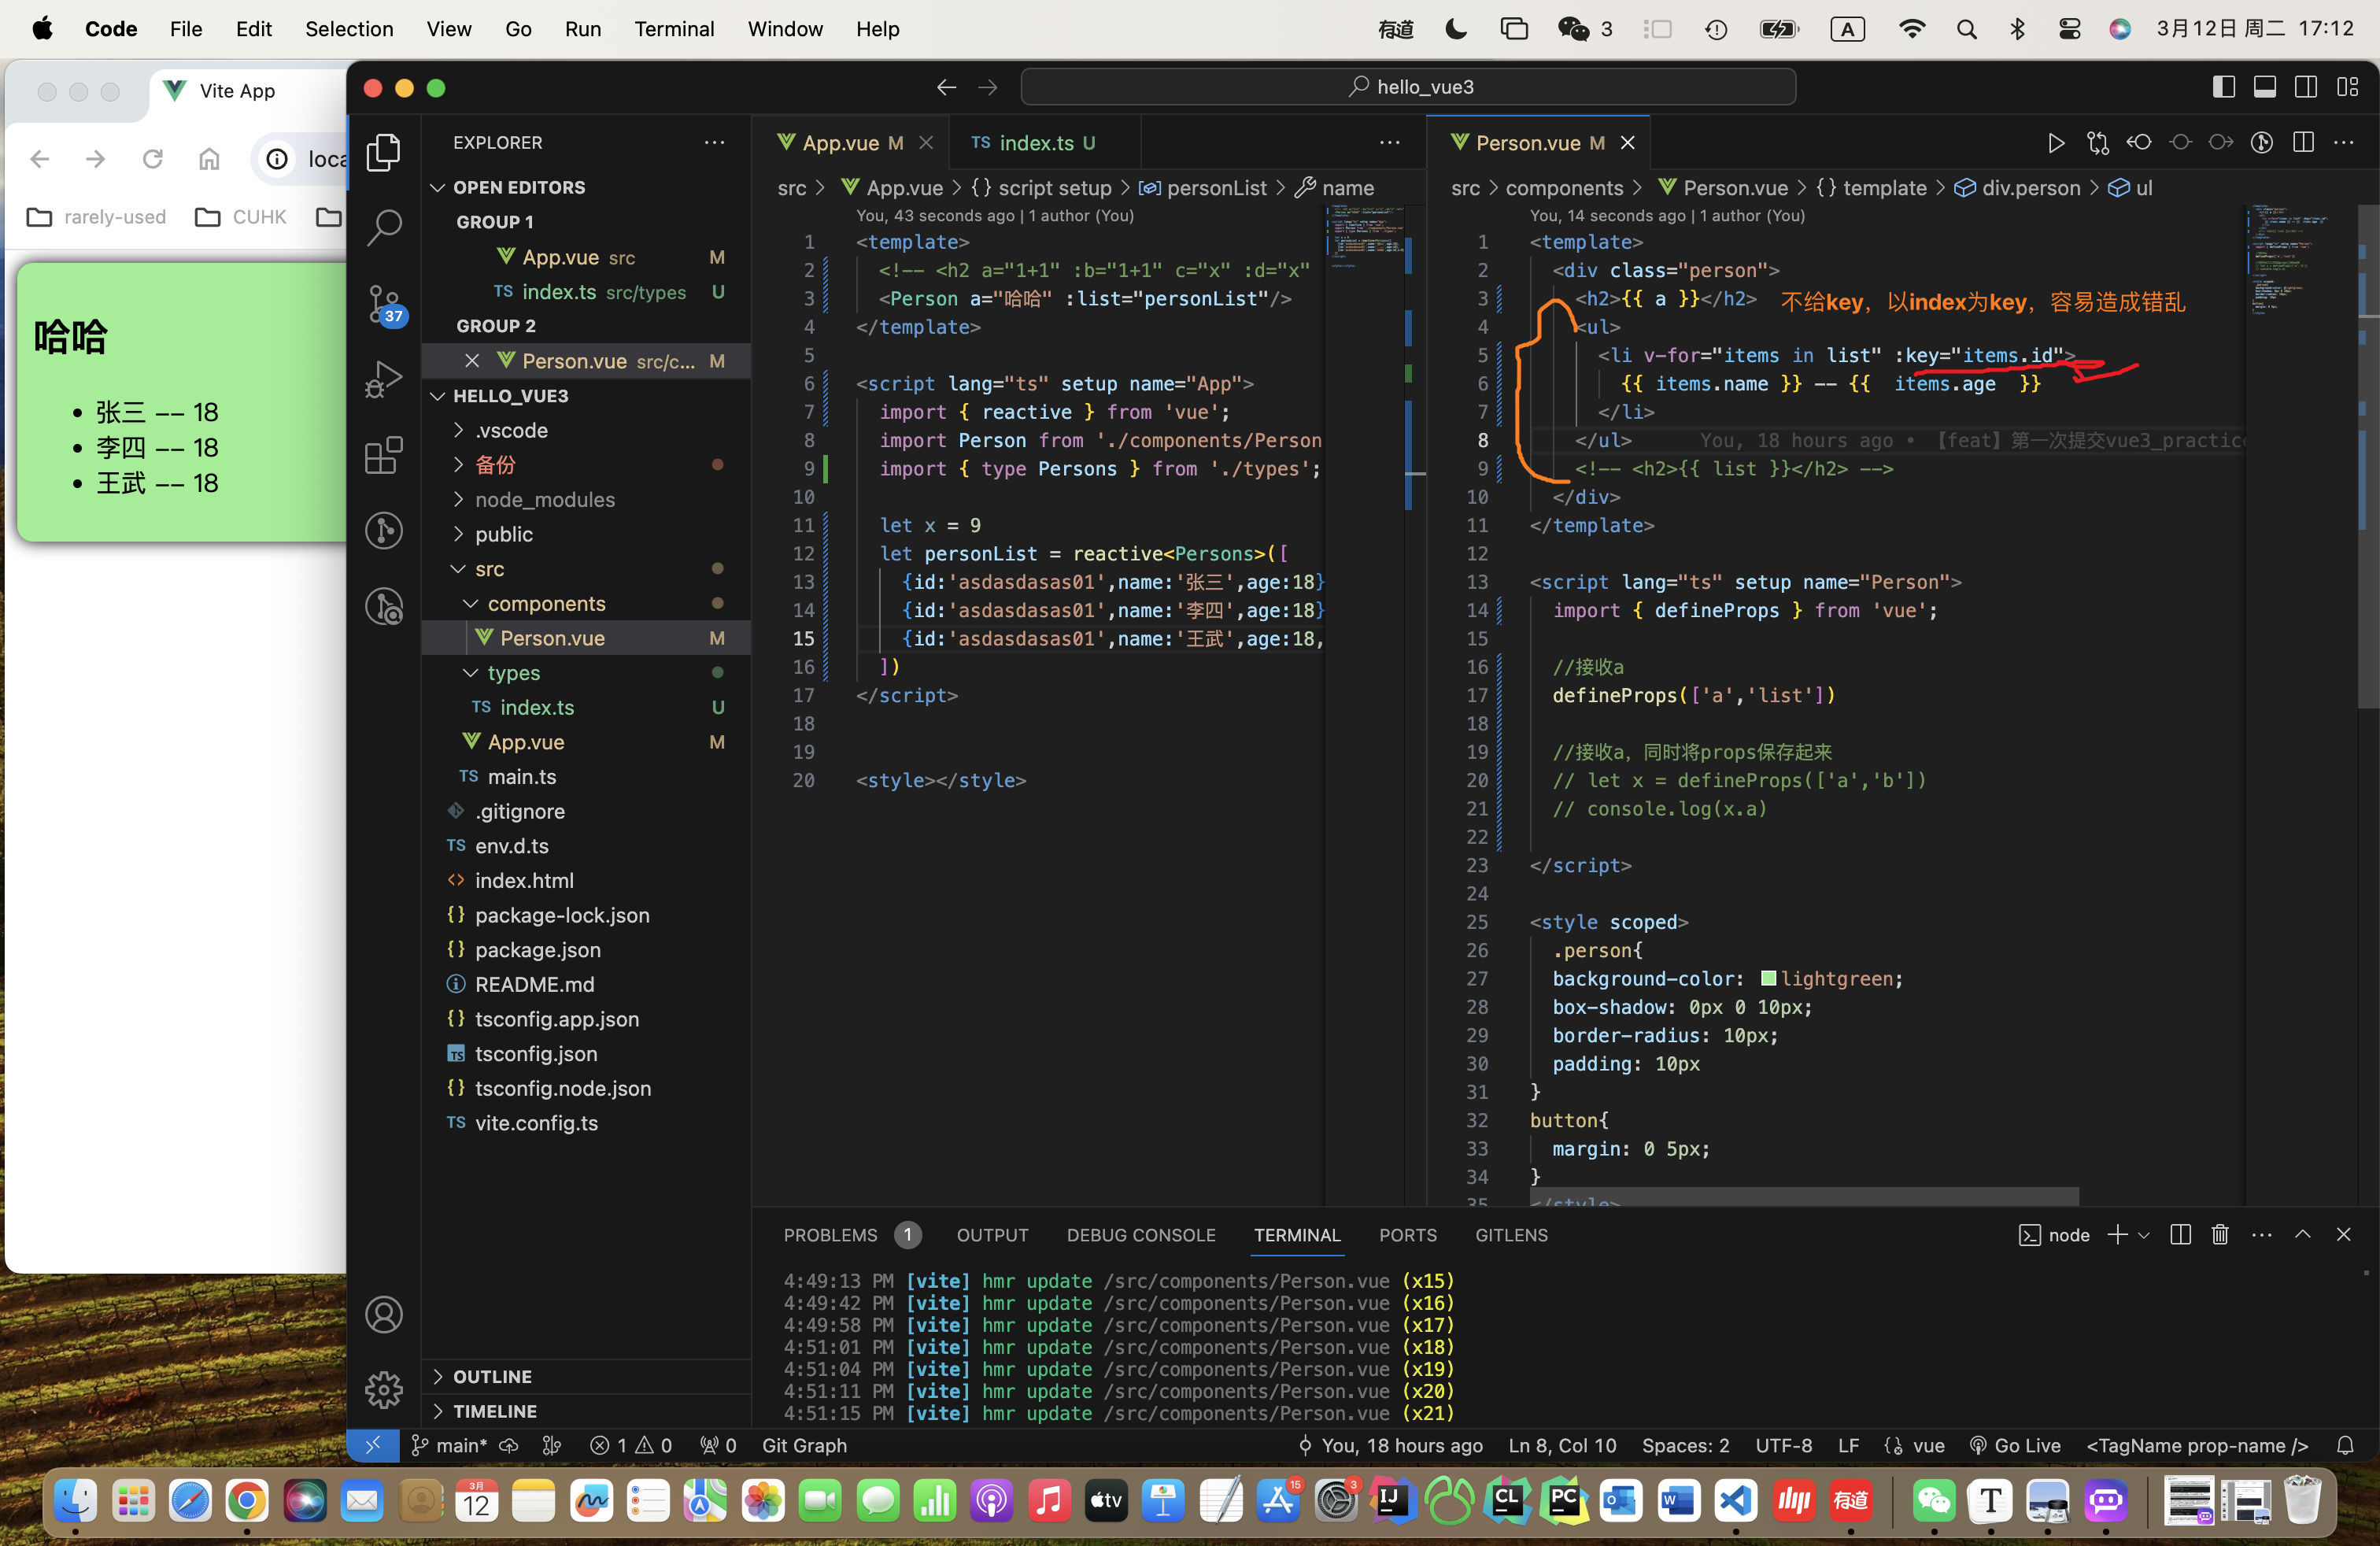 Code File Edit Selection View Go Run Terminal Window Help 有道 3 A 3月12日 周二 17:12
Vite App
loca
rarely-used CUHK
哈哈
张三 -- 18
李四 -- 18
王武 -- 18
hello_vue3
EXPLORER
OPEN EDITORS
GROUP 1
App.vue src M
TS index.ts src/types U
GROUP 2
Person.vue src/c... M
HELLO_VUE3
.vscode
备份
node_modules
public
src
components
Person.vue M
types
TS index.ts U
App.vue M
TS main.ts
.gitignore
TS env.d.ts
<> index.html
{} package-lock.json
{} package.json
README.md
{} tsconfig.app.json
TS tsconfig.json
{} tsconfig.node.json
TS vite.config.ts
OUTLINE
TIMELINE
37
App.vue M TS index.ts U
src > App.vue > {} script setup > personList > name
You, 43 seconds ago | 1 author (You)
1 <template>
2 <!-- <h2 a="1+1" :b="1+1" c="x" :d="x"
3 <Person a="哈哈" :list="personList"/>
4 </template>
5
6 <script lang="ts" setup name="App">
7 import { reactive } from 'vue';
8 import Person from './components/Person
9 import { type Persons } from './types';
10
11 let x = 9
12 let personList = reactive<Persons>([
13 {id:'asdasdasas01',name:'张三',age:18}
14 {id:'asdasdasas01',name:'李四',age:18}
15 {id:'asdasdasas01',name:'王武',age:18,
16 ])
17 </script>
18
19
20 <style></style>
Person.vue M
src > components > Person.vue > {} template > div.person > ul
You, 14 seconds ago | 1 author (You)
1 <template>
2 <div class="person">
3 <h2>{{ a }}</h2> 不给key，以index为key，容易造成错乱
4 <ul>
5 <li v-for="items in list" :key="items.id">
6 {{ items.name }} -- {{ items.age }}
7 </li>
8 </ul> You, 18 hours ago • 【feat】第一次提交vue3_practice
9 <!-- <h2>{{ list }}</h2> -->
10 </div>
11 </template>
12
13 <script lang="ts" setup name="Person">
14 import { defineProps } from 'vue';
15
16 //接收a
17 defineProps(['a','list'])
18
19 //接收a，同时将props保存起来
20 // let x = defineProps(['a','b'])
21 // console.log(x.a)
22
23 </script>
24
25 <style scoped>
26 .person{
27 background-color: lightgreen;
28 box-shadow: 0px 0 10px;
29 border-radius: 10px;
30 padding: 10px
31 }
32 button{
33 margin: 0 5px;
34 }
35 </style>
PROBLEMS 1 OUTPUT DEBUG CONSOLE TERMINAL PORTS GITLENS node
4:49:13 PM [vite] hmr update /src/components/Person.vue (x15)
4:49:42 PM [vite] hmr update /src/components/Person.vue (x16)
4:49:58 PM [vite] hmr update /src/components/Person.vue (x17)
4:51:01 PM [vite] hmr update /src/components/Person.vue (x18)
4:51:04 PM [vite] hmr update /src/components/Person.vue (x19)
4:51:11 PM [vite] hmr update /src/components/Person.vue (x20)
4:51:15 PM [vite] hmr update /src/components/Person.vue (x21)
main* 1 0 0 Git Graph You, 18 hours ago Ln 8, Col 10 Spaces: 2 UTF-8 LF vue Go Live <TagName prop-name />
3月 12 tv 15 3 IJ CL PC W 有道 T